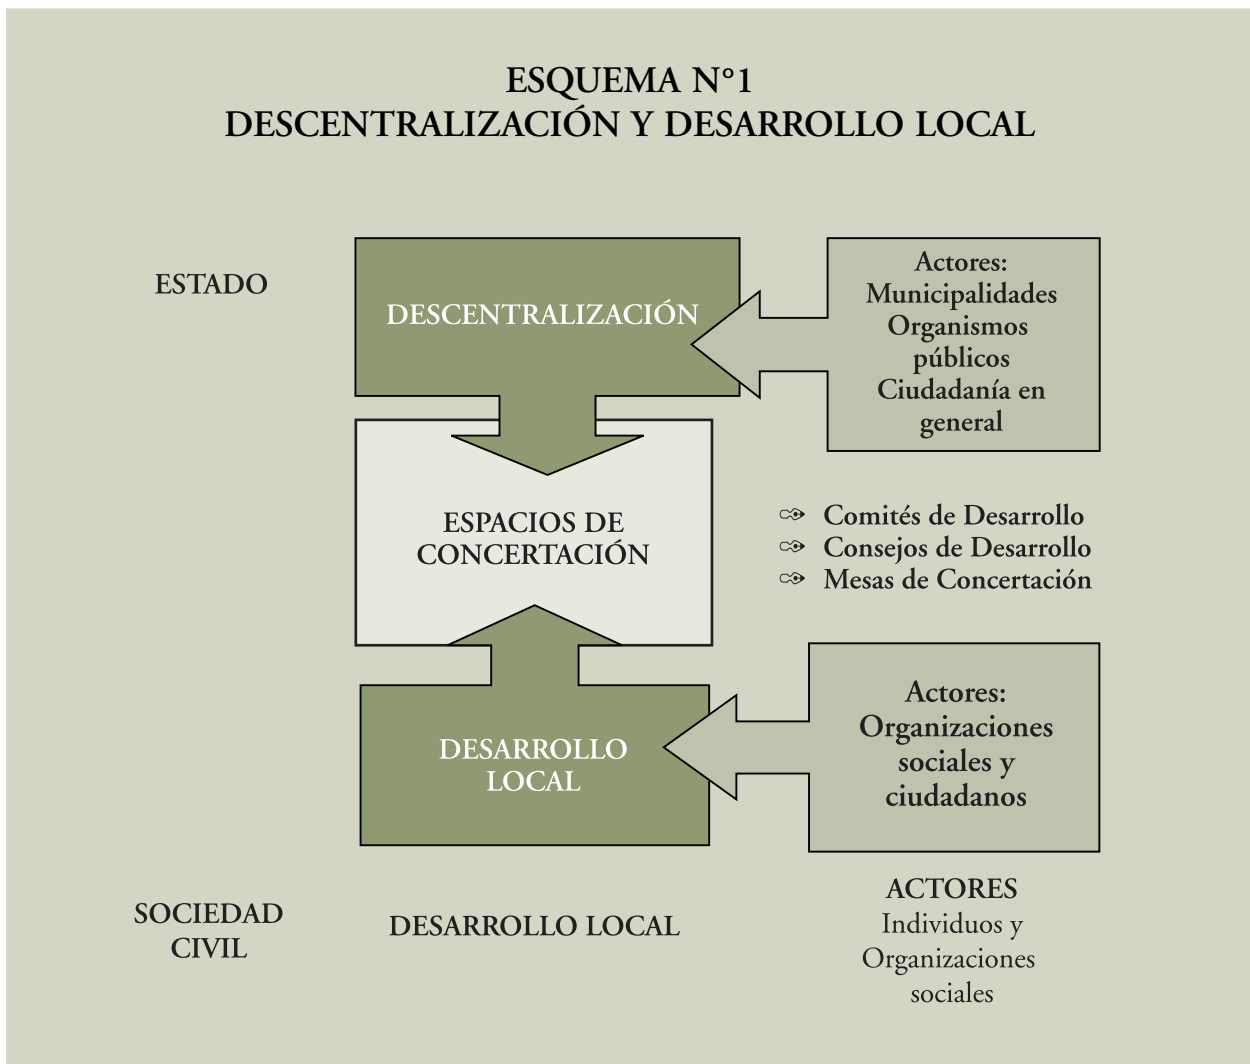 ESQUEMA N°1
DESCENTRALIZACIÓN Y DESARROLLO LOCAL
ESTADO
DESCENTRALIZACIÓN
Actores:
Municipalidades
Organismos
públicos
Ciudadanía en
general
ESPACIOS DE
CONCERTACIÓN
Comités de Desarrollo
Consejos de Desarrollo
Mesas de Concertación
DESARROLLO
LOCAL
Actores:
Organizaciones
sociales y
ciudadanos
SOCIEDAD
CIVIL
DESARROLLO LOCAL
ACTORES
Individuos y
Organizaciones
sociales